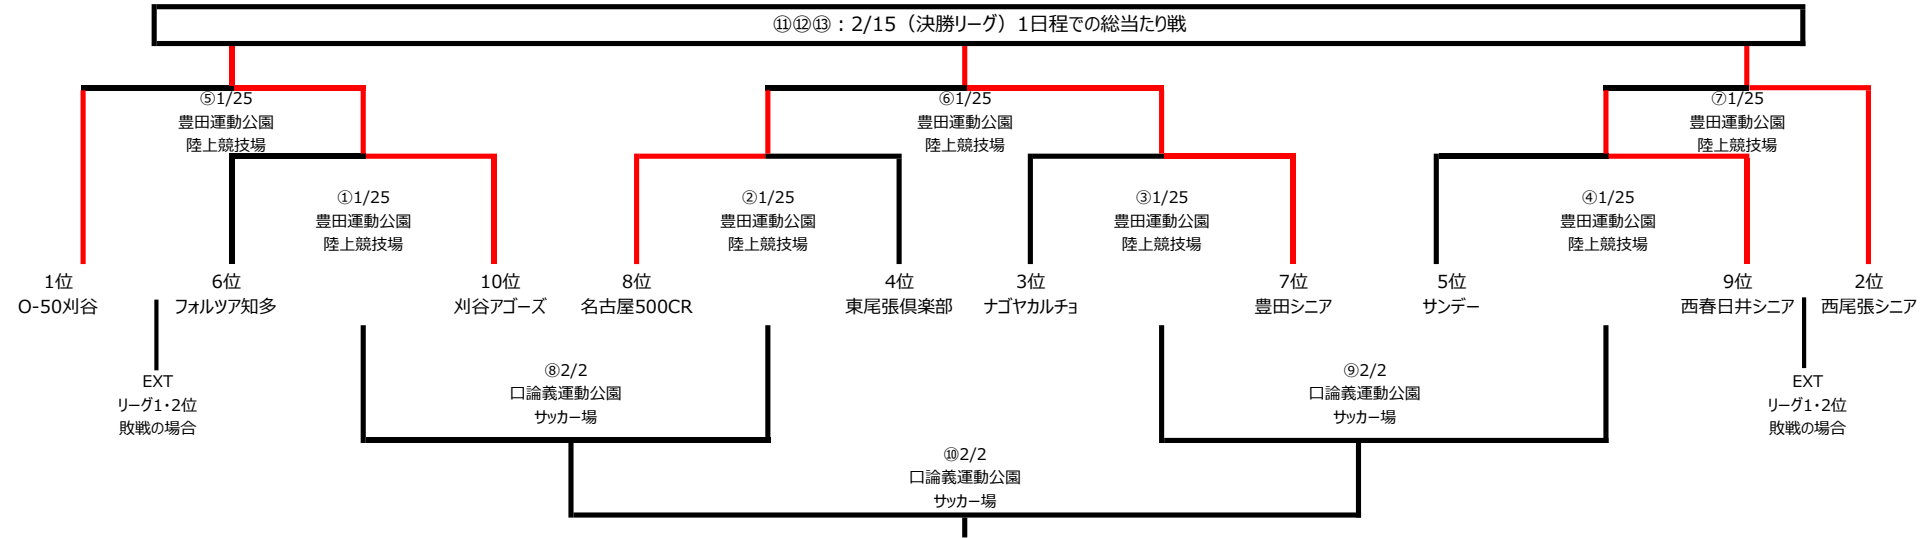 ⑪⑫⑬：2/15（決勝リーグ）1日程での総当たり戦
⑤1/25
豊田運動公園
陸上競技場
⑥1/25
豊田運動公園
陸上競技場
⑦1/25
豊田運動公園
陸上競技場
①1/25
豊田運動公園
陸上競技場
②1/25
豊田運動公園
陸上競技場
③1/25
豊田運動公園
陸上競技場
④1/25
豊田運動公園
陸上競技場
1位
O-50刈谷
6位
フォルツア知多
10位
刈谷アゴーズ
8位
名古屋500CR
4位
東尾張倶楽部
3位
ナゴヤカルチョ
7位
豊田シニア
5位
サンデー
9位
西春日井シニア
2位
西尾張シニア
EXT
リーグ1・2位
敗戦の場合
⑧2/2
口論義運動公園
サッカー場
⑨2/2
口論義運動公園
サッカー場
EXT
リーグ1・2位
敗戦の場合
⑩2/2
口論義運動公園
サッカー場